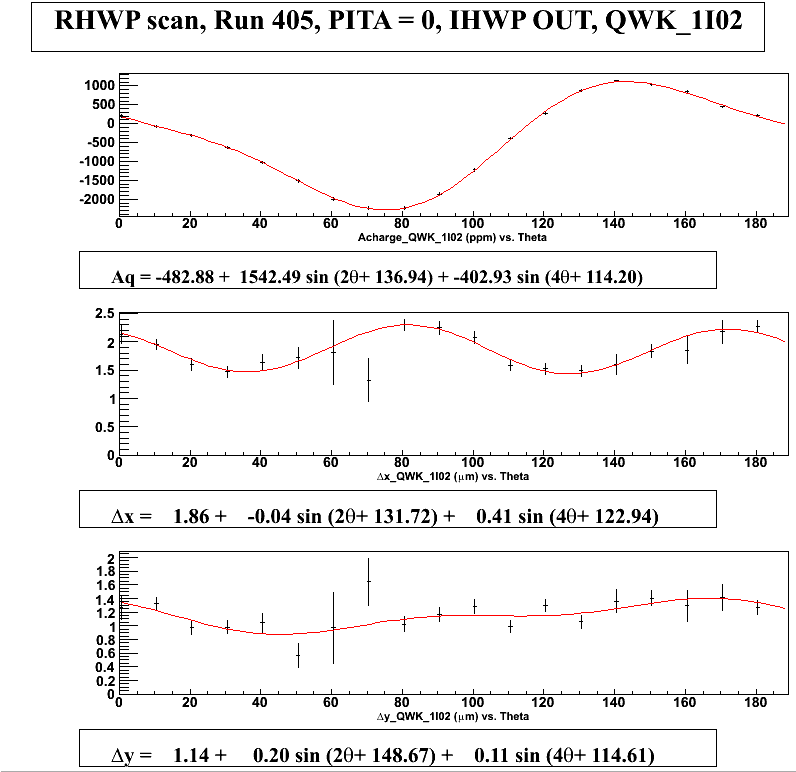 RHWP scan, Run 405, PITA = 0, IHWP OUT, QWK_1I02
1000
500
0
-500
-1000
-1500
-2000
0 20 40 60 80 100 120 140 160 180
Acharge_QWK_1I02 (ppm) vs. Theta
Aq = -482.88 + 1542.49 sin (2θ+ 136.94) + -402.93 sin (4θ+ 114.20)
2.5
2
1.5
1
0.5
0
0 20 40 60 80 100 120 140 160 180
Δx_QWK_1I02 (μm) vs. Theta
Δx = 1.86 + -0.04 sin (2θ+ 131.72) + 0.41 sin (4θ+ 122.94)
2
1.8
1.6
1.4
1.2
1
0.8
0.6
0.4
0.2
0
0 20 40 60 80 100 120 140 160 180
Δy_QWK_1I02 (μm) vs. Theta
Δy = 1.14 + 0.20 sin (2θ+ 148.67) + 0.11 sin (4θ+ 114.61)